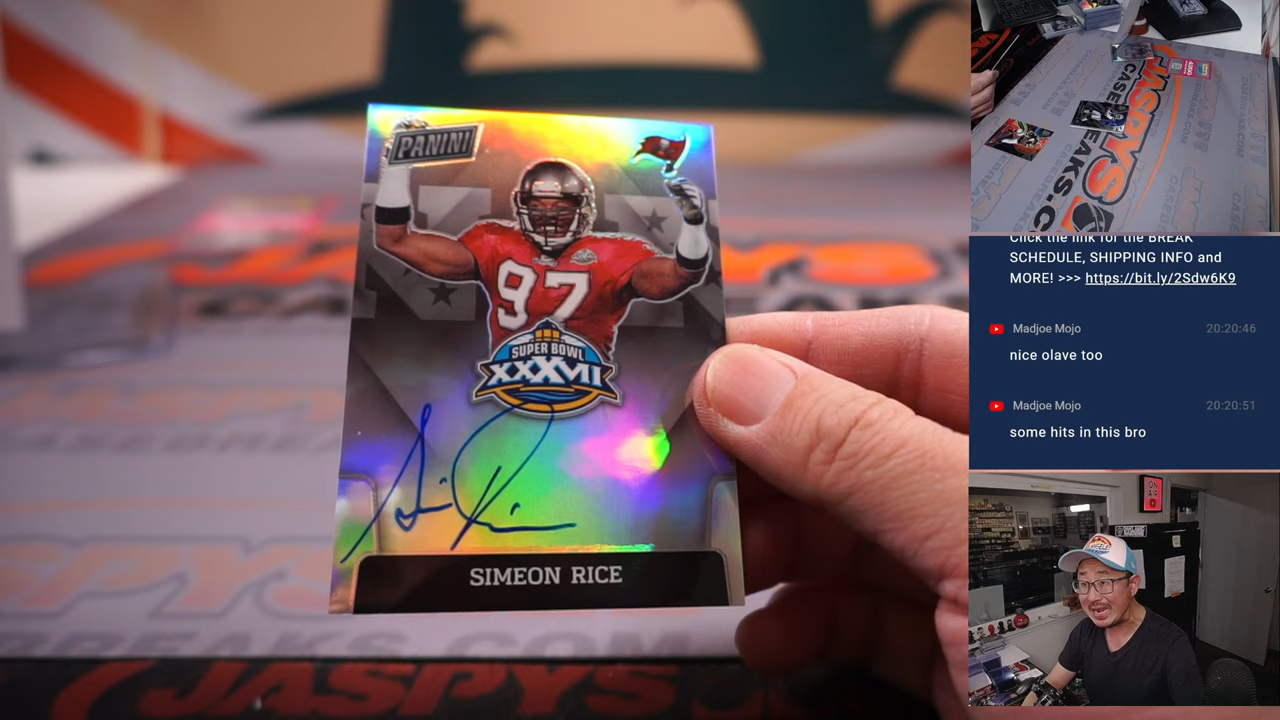 PANINI
97
SUPER BOWL
XXXVII
SIMEON RICE
JASPYS
JASPYS
CASEBREAKS.C
Click the link for the BREAK
SCHEDULE, SHIPPING INFO and
MORE! >>> https://bit.ly/2Sdw6K9
Madjoe Mojo 20:20:46
nice olave too
Madjoe Mojo 20:20:51
some hits in this bro
ON
AIR